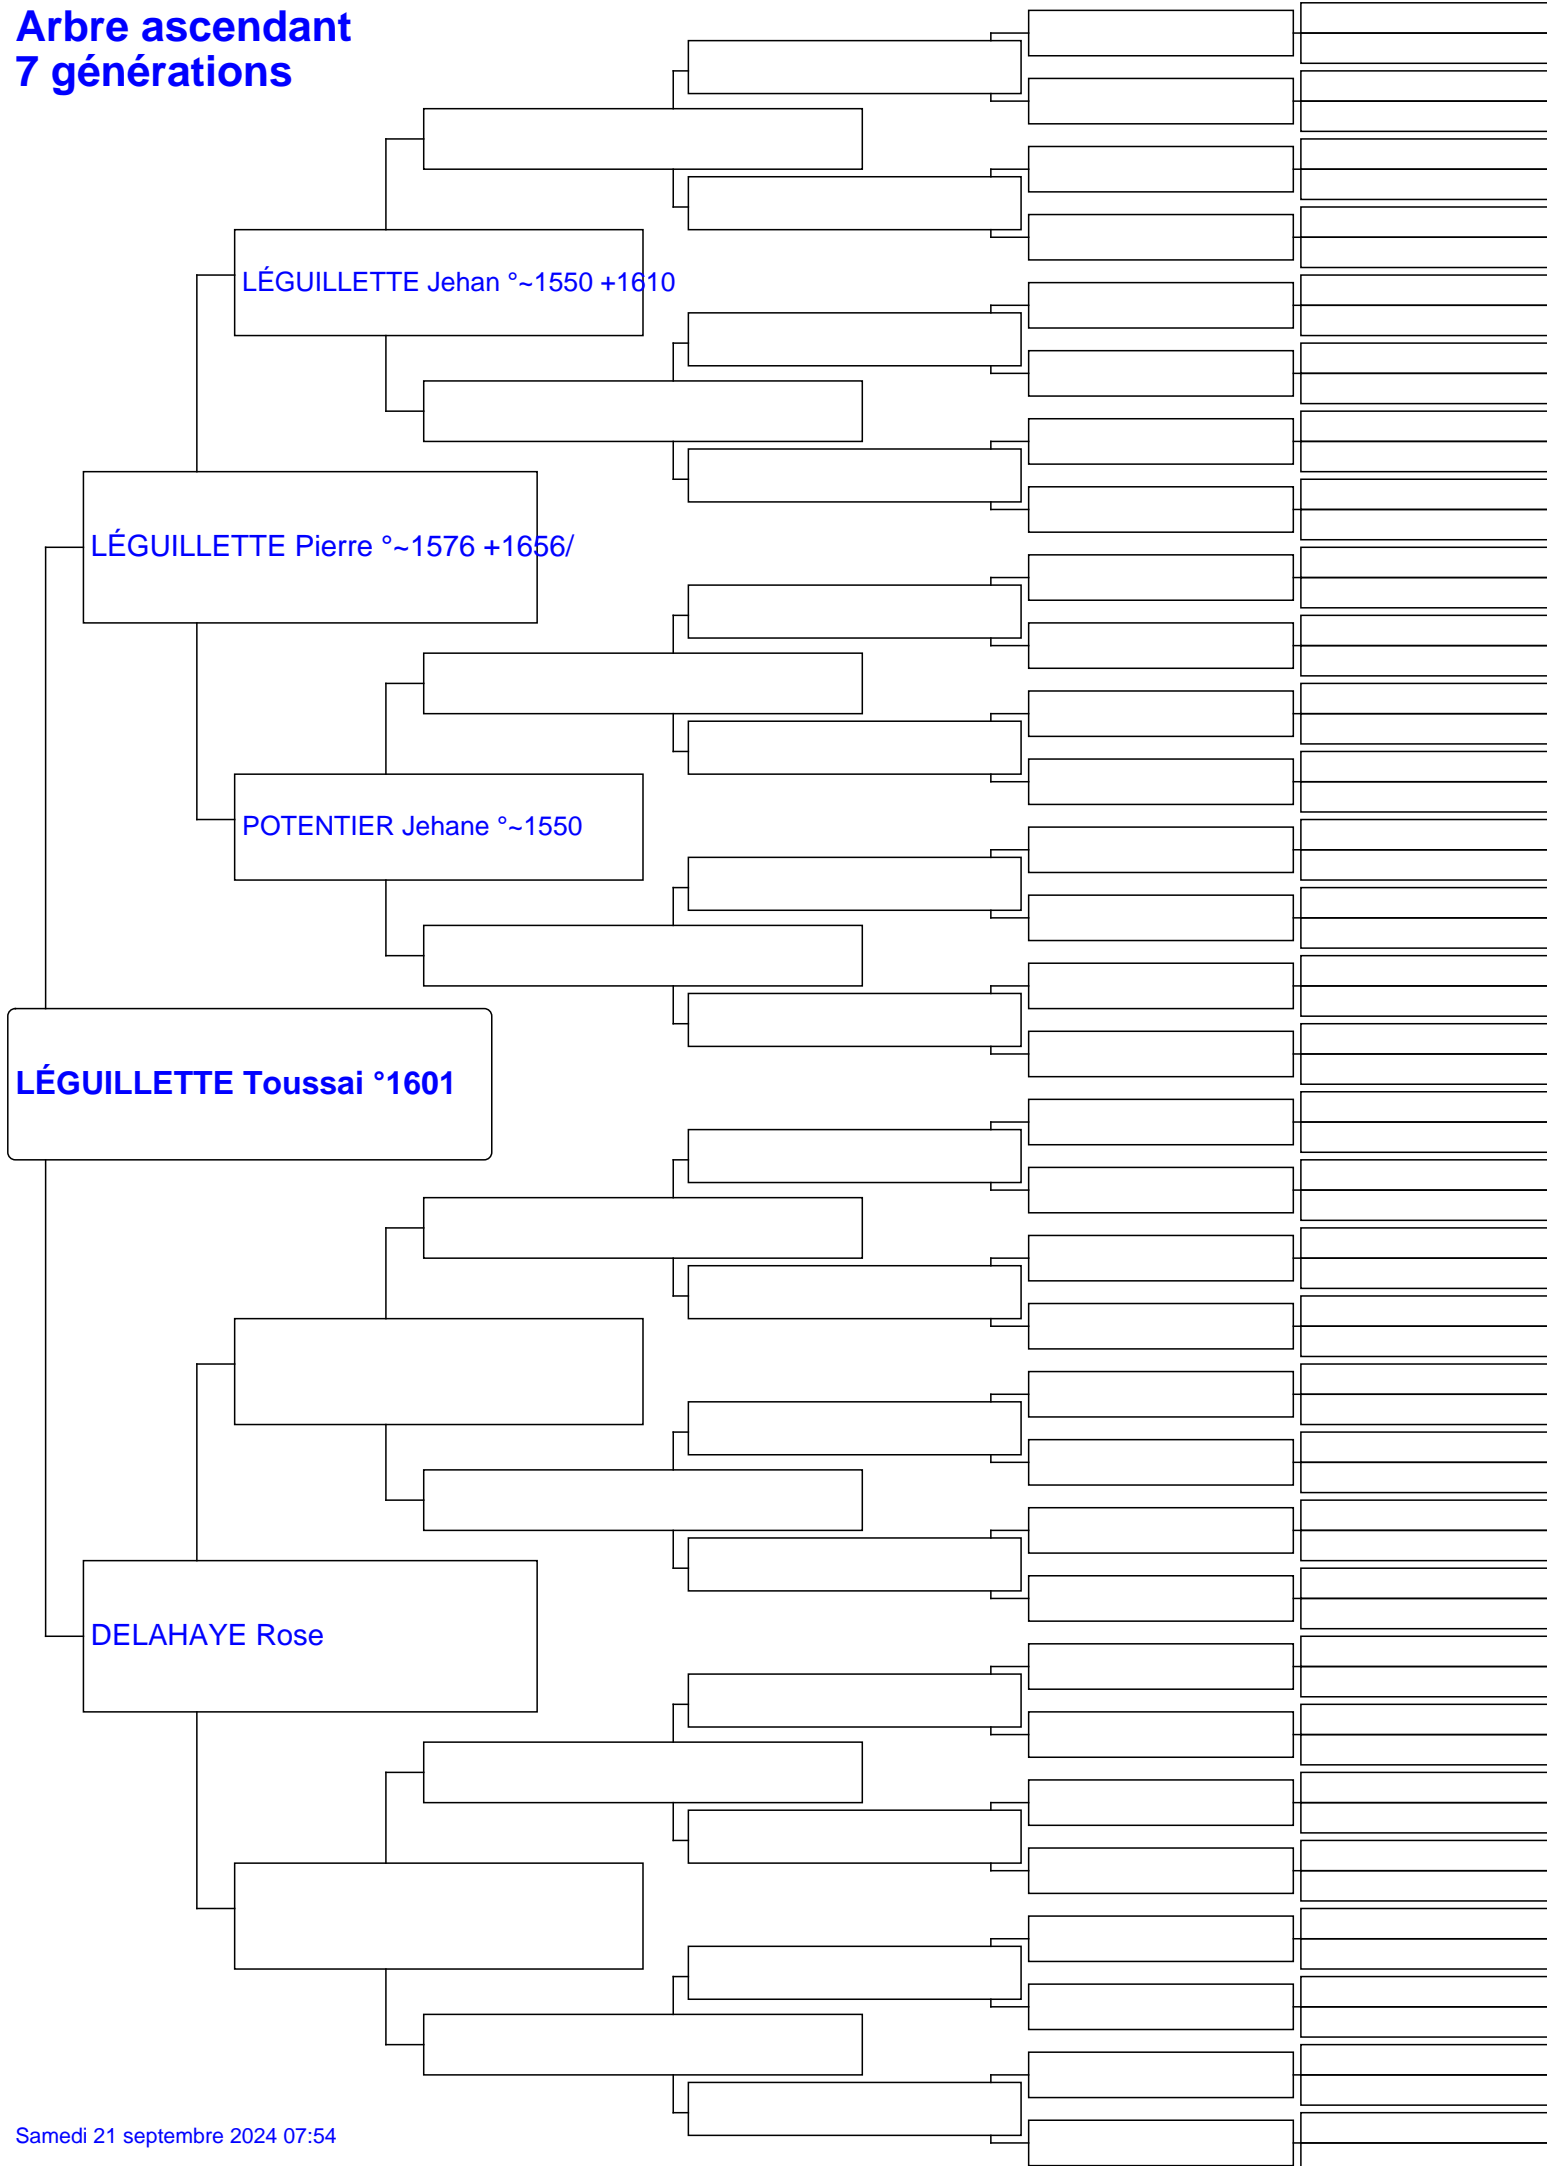 Arbre ascendant
7 générations
LÉGUILLETTE Jehan °~1550 +1610
LÉGUILLETTE Pierre °~1576 +1656/
POTENTIER Jehane °~1550
LÉGUILLETTE Toussai °1601
DELAHAYE Rose
Samedi 21 septembre 2024 07:54